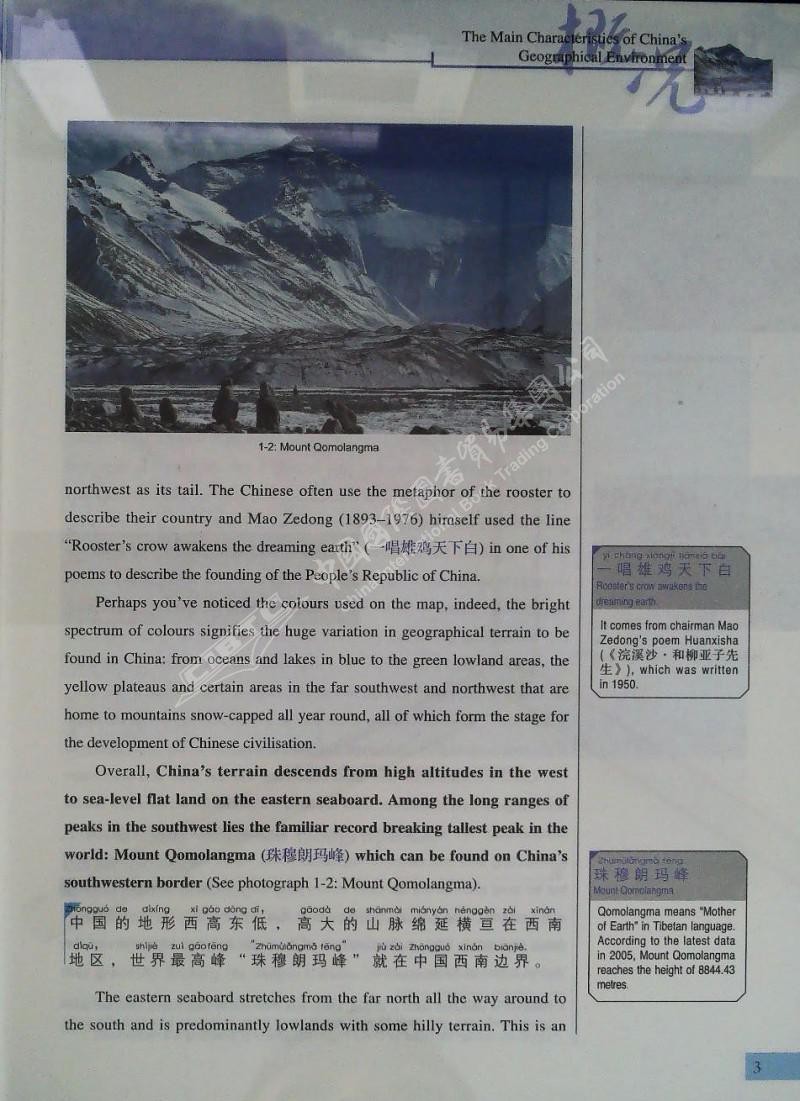 The Main Characteristics of China's
Geographical Environment
概况
1-2: Mount Qomolangma
northwest as its tail. The Chinese often use the metaphor of the rooster to
describe their country and Mao Zedong (1893–1976) himself used the line
“Rooster's crow awakens the dreaming earth” (一唱雄鸡天下白) in one of his
poems to describe the founding of the People's Republic of China.
Perhaps you've noticed the colours used on the map, indeed, the bright
spectrum of colours signifies the huge variation in geographical terrain to be
found in China: from oceans and lakes in blue to the green lowland areas, the
yellow plateaus and certain areas in the far southwest and northwest that are
home to mountains snow-capped all year round, all of which form the stage for
the development of Chinese civilisation.
Overall, China's terrain descends from high altitudes in the west
to sea-level flat land on the eastern seaboard. Among the long ranges of
peaks in the southwest lies the familiar record breaking tallest peak in the
world: Mount Qomolangma (珠穆朗玛峰) which can be found on China's
southwestern border (See photograph 1-2: Mount Qomolangma).
Zhōngguó de dìxíng xī gāo dōng dī, gāodà de shānmài miányán hénggèn zài xīnán
中国的地形西高东低，高大的山脉绵延横亘在西南
dìqū, shìjiè zuì gāofēng “Zhūmùlǎngmǎ fēng” jiù zài Zhōngguó xīnán biānjiè.
地区，世界最高峰“珠穆朗玛峰”就在中国西南边界。
The eastern seaboard stretches from the far north all the way around to
the south and is predominantly lowlands with some hilly terrain. This is an
yī chàng xióngjī tiānxià bái
一唱雄鸡天下白
Rooster's crow awakens the
dreaming earth.
It comes from chairman Mao
Zedong's poem Huanxisha
(《浣溪沙·和柳亚子先
生》), which was written
in 1950.
Zhūmùlǎngmǎ fēng
珠穆朗玛峰
Mount Qomolangma
Qomolangma means “Mother
of Earth” in Tibetan language.
According to the latest data
in 2005, Mount Qomolangma
reaches the height of 8844.43
metres.
3
CIBTC 中国国际图书贸易集团公司
China International Book Trading Corporation